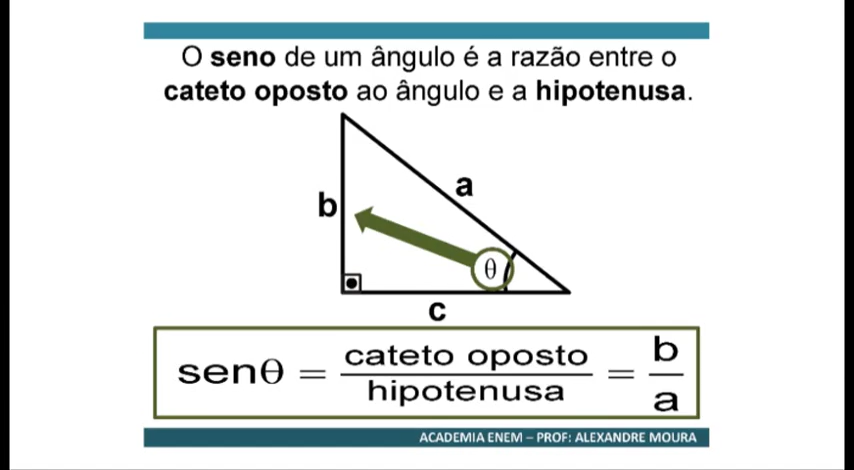 O seno de um ângulo é a razão entre o
cateto oposto ao ângulo e a hipotenusa.
a
b
θ
c
senθ = cateto oposto / hipotenusa = b / a
ACADEMIA ENEM – PROF: ALEXANDRE MOURA